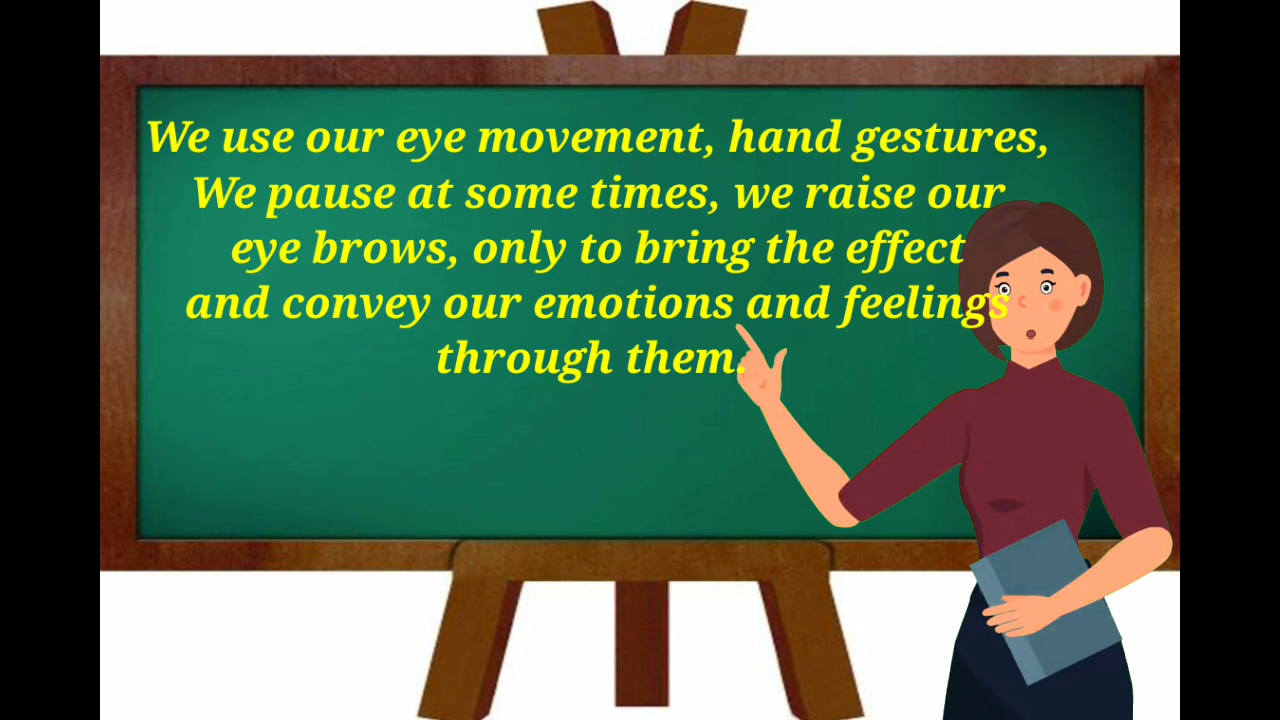 We use our eye movement, hand gestures,
We pause at some times, we raise our
eye brows, only to bring the effect
and convey our emotions and feelings
through them.